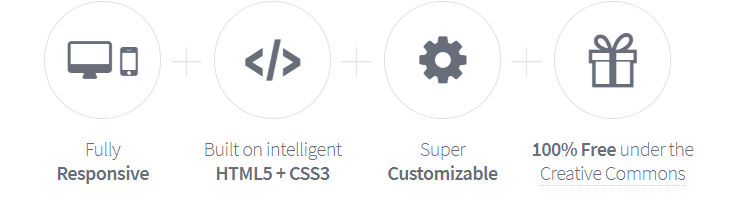 Fully
Responsive
Built on intelligent
HTML5 + CSS3
Super
Customizable
100% Free under the
Creative Commons